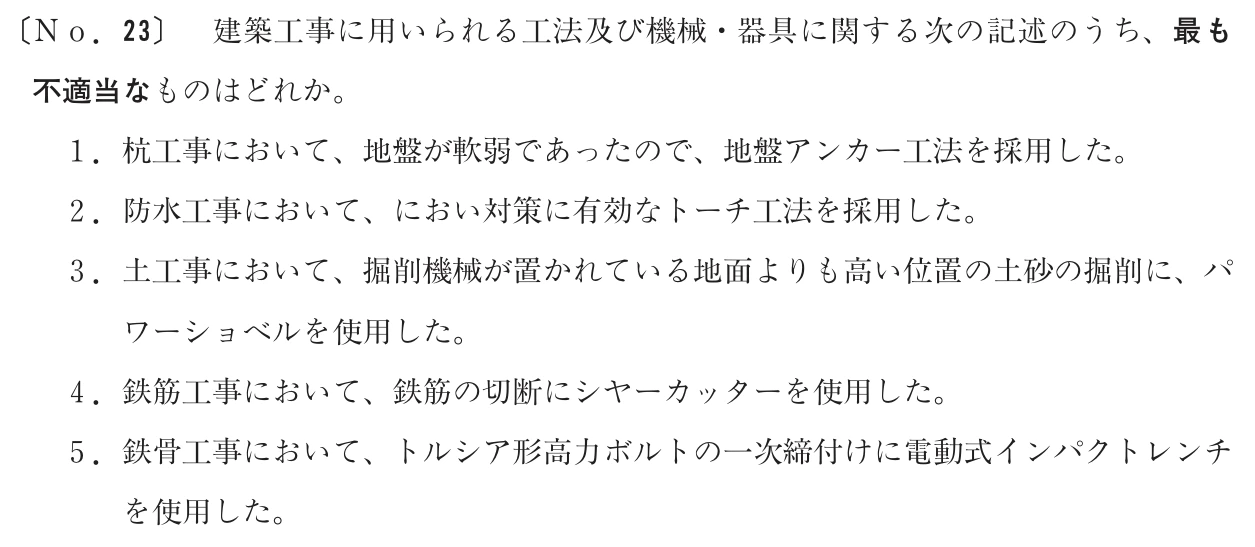 〔Ｎｏ．23〕　建築工事に用いられる工法及び機械・器具に関する次の記述のうち、最も
不適当なものはどれか。
１．杭工事において、地盤が軟弱であったので、地盤アンカー工法を採用した。
２．防水工事において、におい対策に有効なトーチ工法を採用した。
３．土工事において、掘削機械が置かれている地面よりも高い位置の土砂の掘削に、パ
ワーショベルを使用した。
４．鉄筋工事において、鉄筋の切断にシヤーカッターを使用した。
５．鉄骨工事において、トルシア形高力ボルトの一次締付けに電動式インパクトレンチ
を使用した。